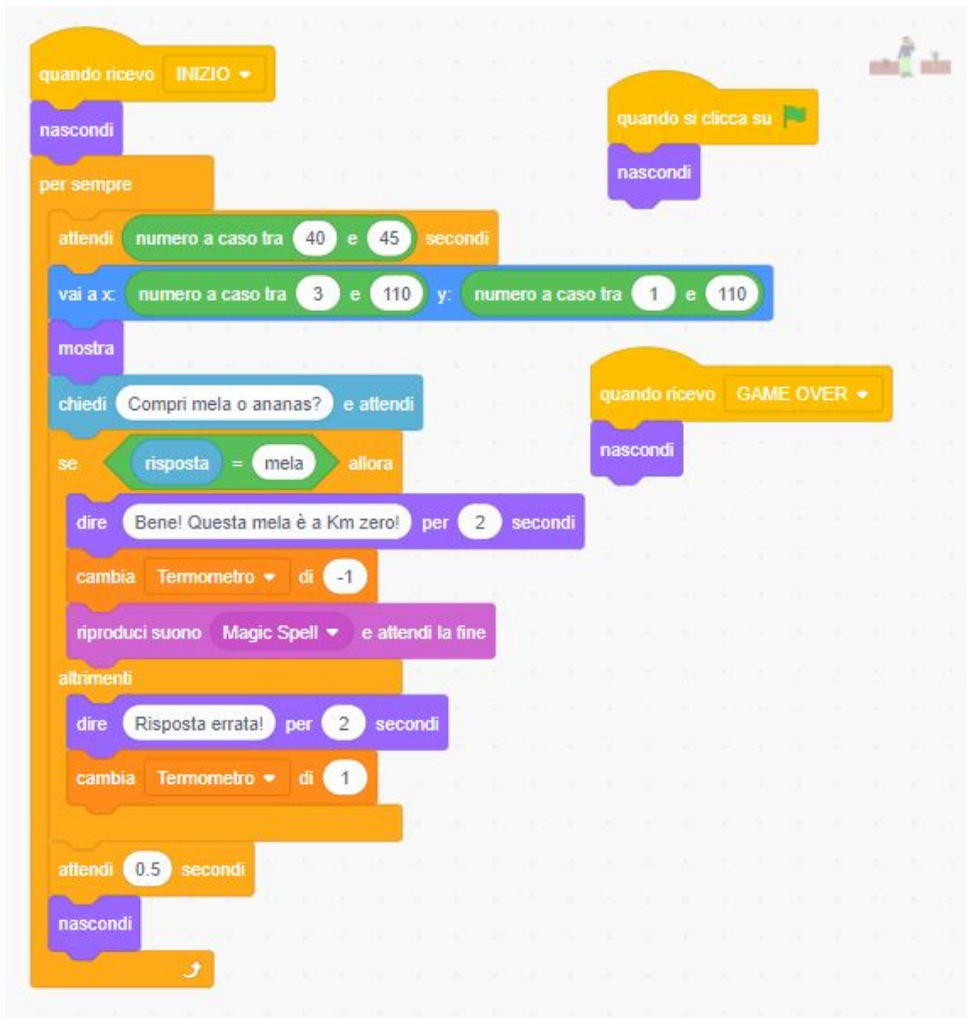 quando ricevo INIZIO
nascondi
per sempre
attendi numero a caso tra 40 e 45 secondi
vai a x: numero a caso tra 3 e 110 y: numero a caso tra 1 e 110
mostra
chiedi Compri mela o ananas? e attendi
se risposta = mela allora
dire Bene! Questa mela è a Km zero! per 2 secondi
cambia Termometro di -1
riproduci suono Magic Spell e attendi la fine
altrimenti
dire Risposta errata! per 2 secondi
cambia Termometro di 1
attendi 0.5 secondi
nascondi
quando si clicca su
nascondi
quando ricevo GAME OVER
nascondi